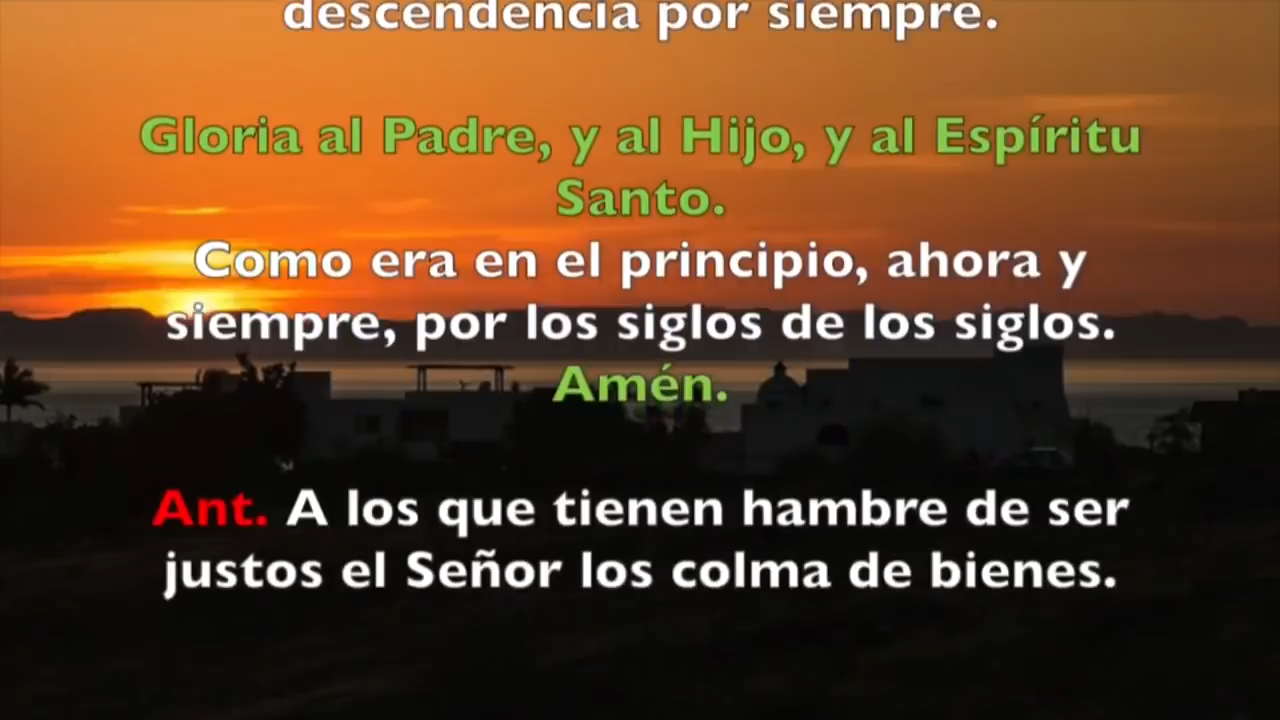 descendencia por siempre.
Gloria al Padre, y al Hijo, y al Espíritu
Santo.
Como era en el principio, ahora y
siempre, por los siglos de los siglos.
Amén.
Ant. A los que tienen hambre de ser
justos el Señor los colma de bienes.